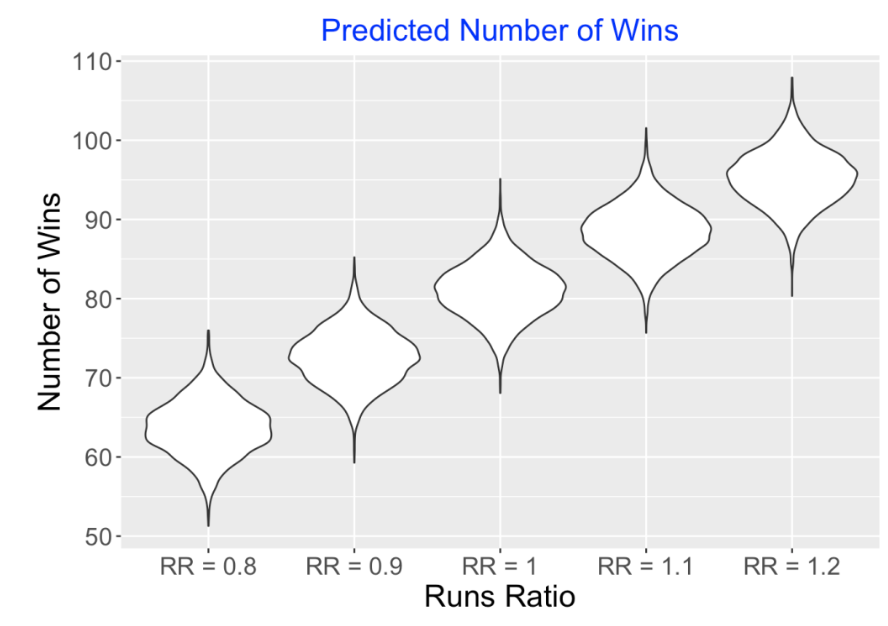 Predicted Number of Wins
Number of Wins
110
100
90
80
70
60
50
RR = 0.8 RR = 0.9 RR = 1 RR = 1.1 RR = 1.2
Runs Ratio